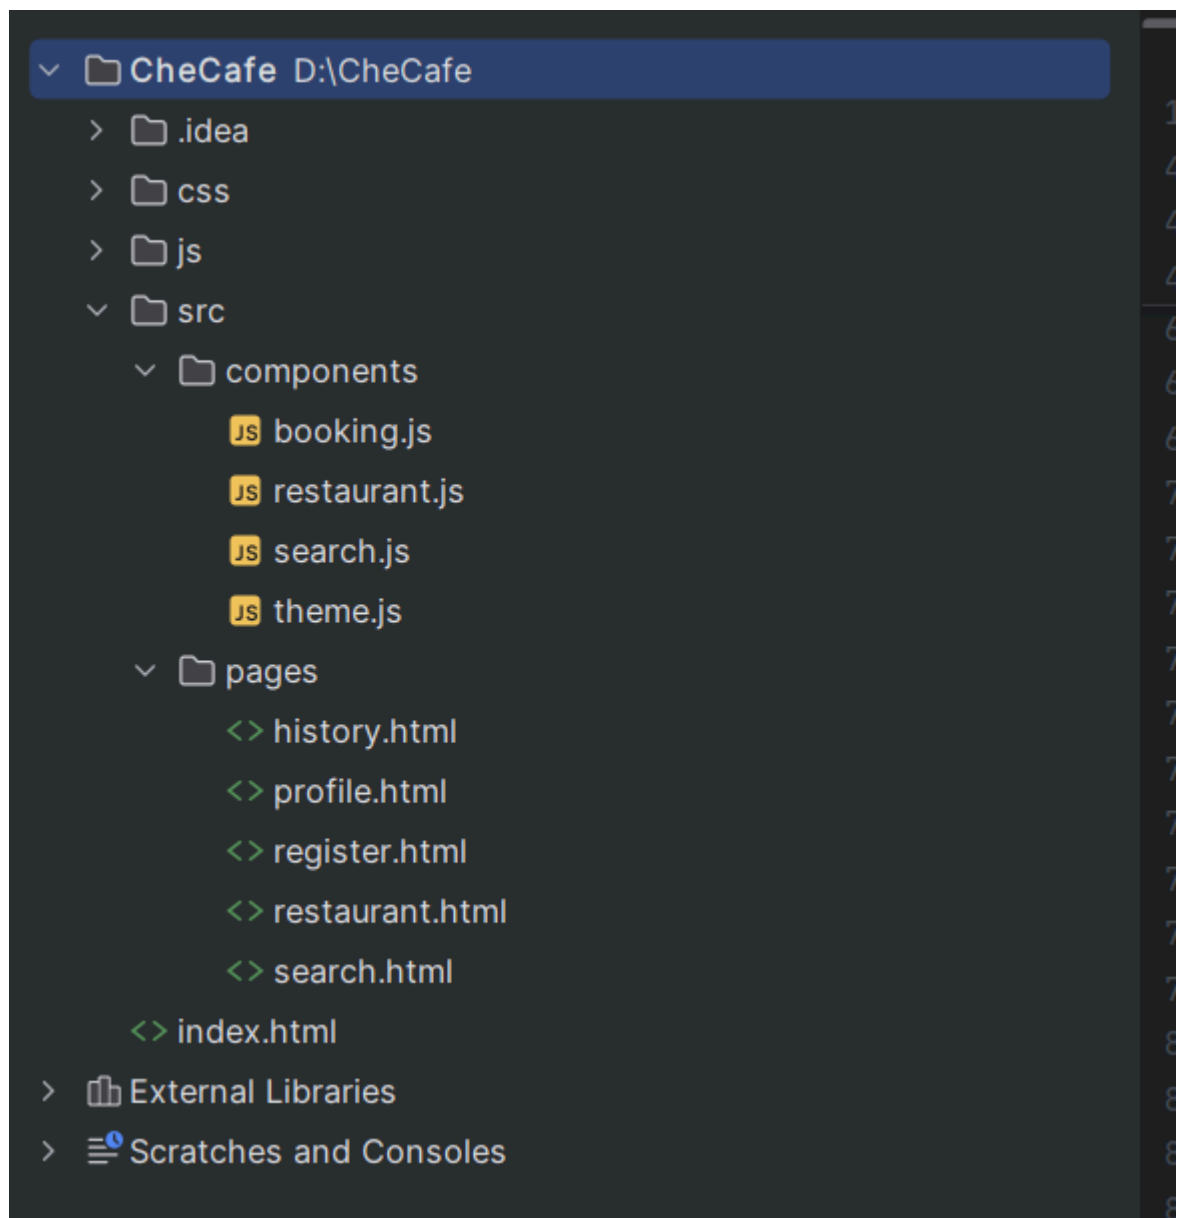 CheCafe D:\CheCafe
.idea
css
js
src
components
JS booking.js
JS restaurant.js
JS search.js
JS theme.js
pages
<> history.html
<> profile.html
<> register.html
<> restaurant.html
<> search.html
<> index.html
External Libraries
Scratches and Consoles